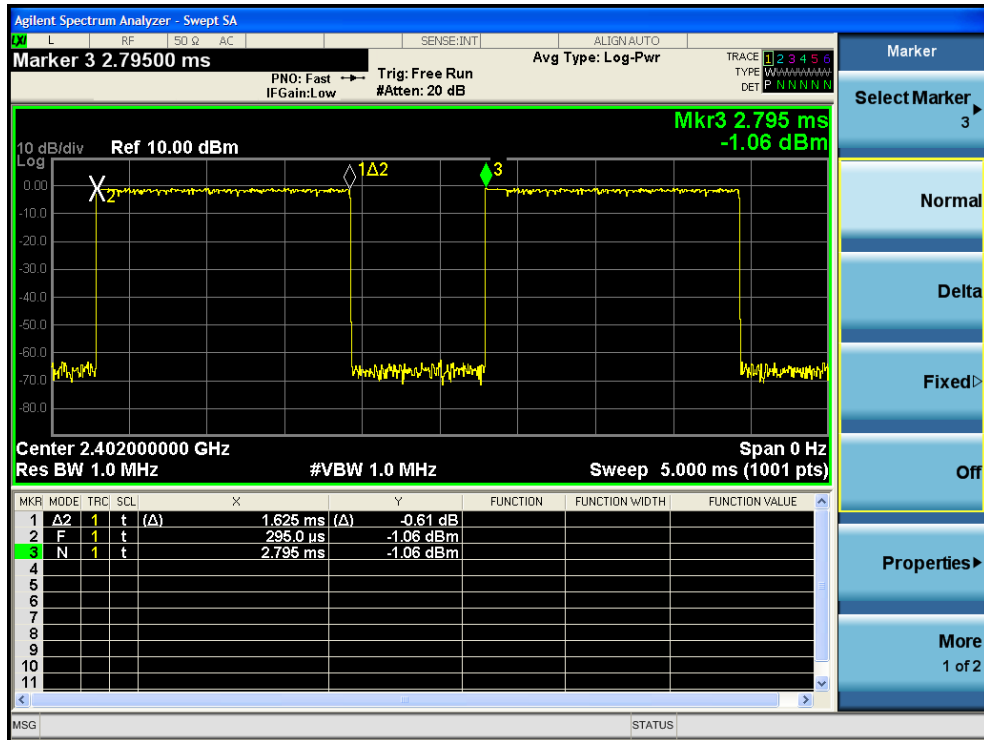 Agilent Spectrum Analyzer - Swept SA
LXI L RF 50 Ω AC SENSE:INT ALIGN AUTO
Marker 3 2.79500 ms
PNO: Fast
IFGain:Low
Trig: Free Run
#Atten: 20 dB
Avg Type: Log-Pwr
TRACE 1 2 3 4 5 6
TYPE W
DET P N N N N N
Mkr3 2.795 ms
-1.06 dBm
10 dB/div Ref 10.00 dBm
Log
1Δ2
3
2
0.00
-10.0
-20.0
-30.0
-40.0
-50.0
-60.0
-70.0
-80.0
Center 2.402000000 GHz Span 0 Hz
Res BW 1.0 MHz #VBW 1.0 MHz Sweep 5.000 ms (1001 pts)
MKR MODE TRC SCL X Y FUNCTION FUNCTION WIDTH FUNCTION VALUE
1 Δ2 1 t (Δ) 1.625 ms (Δ) -0.61 dB
2 F 1 t 295.0 µs -1.06 dBm
3 N 1 t 2.795 ms -1.06 dBm
4
5
6
7
8
9
10
11
MSG STATUS
Marker
Select Marker
3
Normal
Delta
Fixed
Off
Properties
More
1 of 2